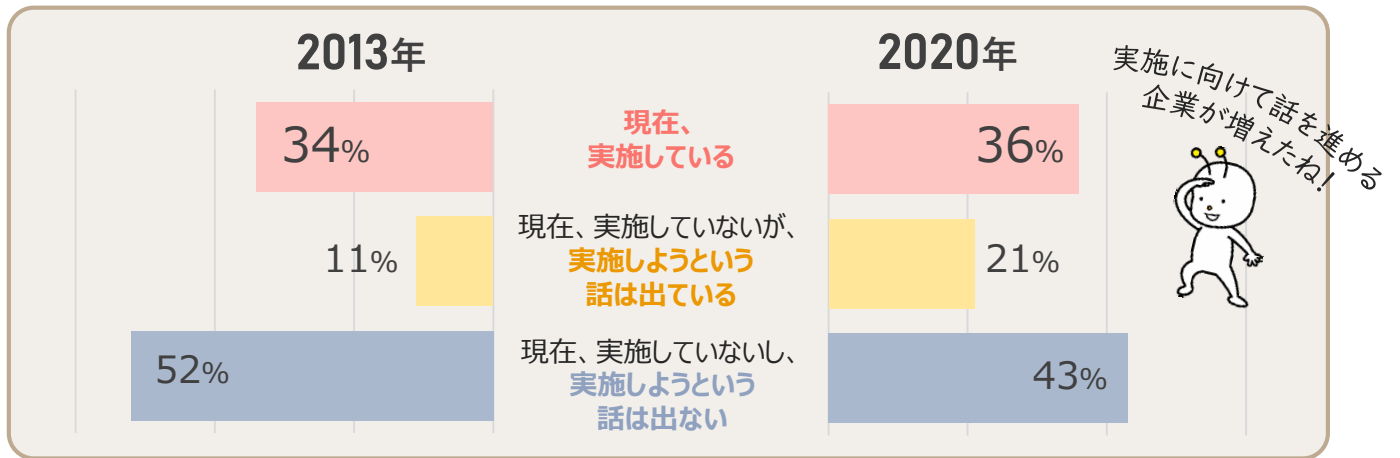 2013年
2020年
実施に向けて話を進める
企業が増えたね!
34%
現在、
実施している
36%
11%
現在、実施していないが、
実施しようという
話は出ている
21%
52%
現在、実施していないし、
実施しようという
話は出ない
43%